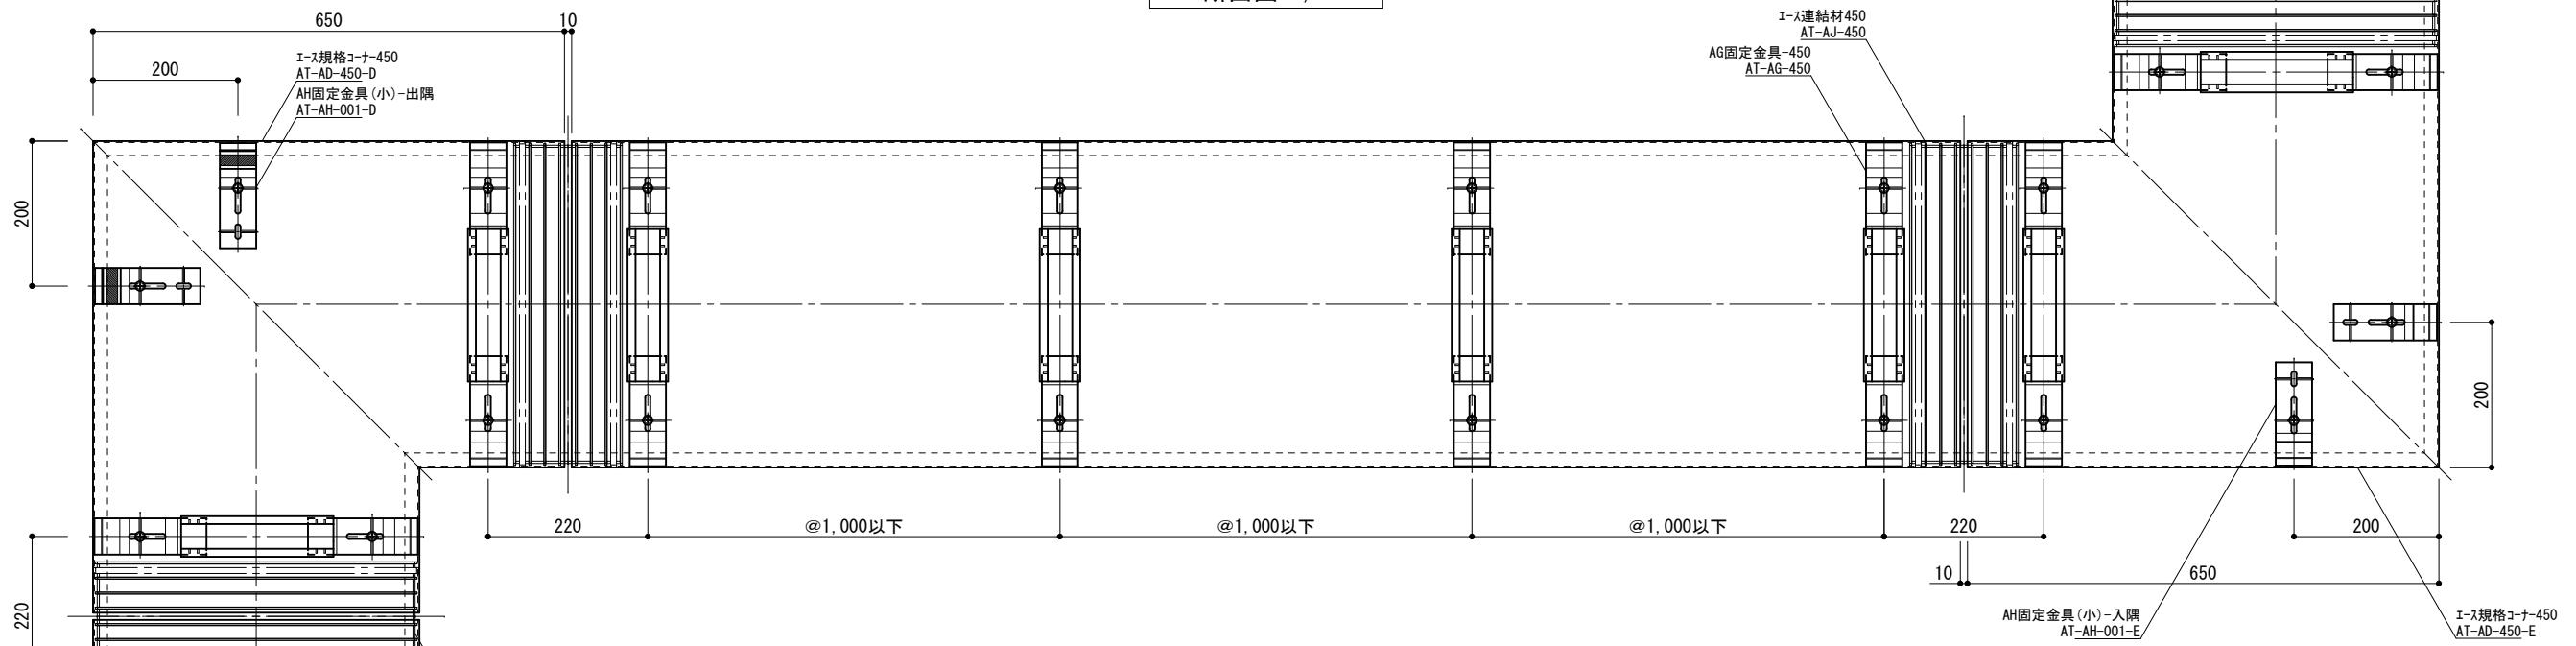 650
10
200
ｴｰｽ規格ｺｰﾅｰ450
AT-AD-450-D
AH固定金具(小)-出隅
AT-AH-001-D
ｴｰｽ連結材450
AT-AJ-450
AG固定金具-450
AT-AG-450
200
200
220
@1,000以下
@1,000以下
@1,000以下
220
200
10
650
220
AH固定金具(小)-入隅
AT-AH-001-E
ｴｰｽ規格ｺｰﾅｰ450
AT-AD-450-E